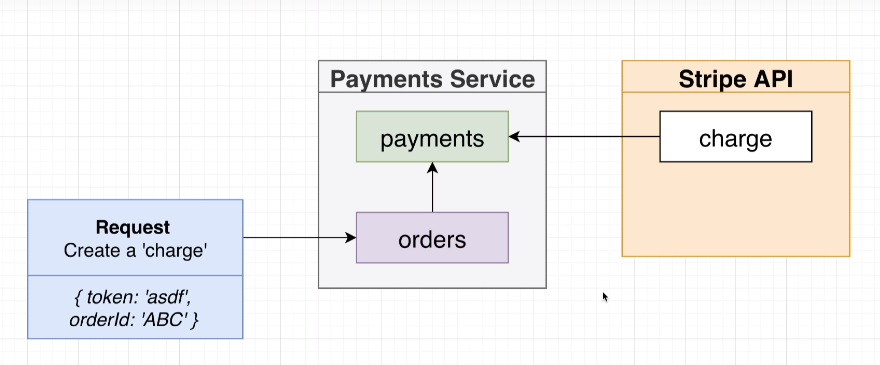 Payments Service
Stripe API
payments
charge
Request
Create a 'charge'
orders
{ token: 'asdf',
orderId: 'ABC' }